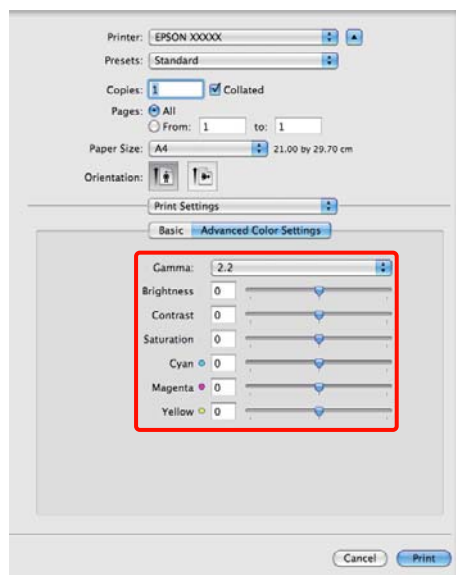 Printer: EPSON XXXXX
Presets: Standard
Copies: 1 Collated
Pages: All
From: 1 to: 1
Paper Size: A4 21.00 by 29.70 cm
Orientation:
Print Settings
Basic Advanced Color Settings
Gamma: 2.2
Brightness 0
Contrast 0
Saturation 0
Cyan 0
Magenta 0
Yellow 0
Cancel Print